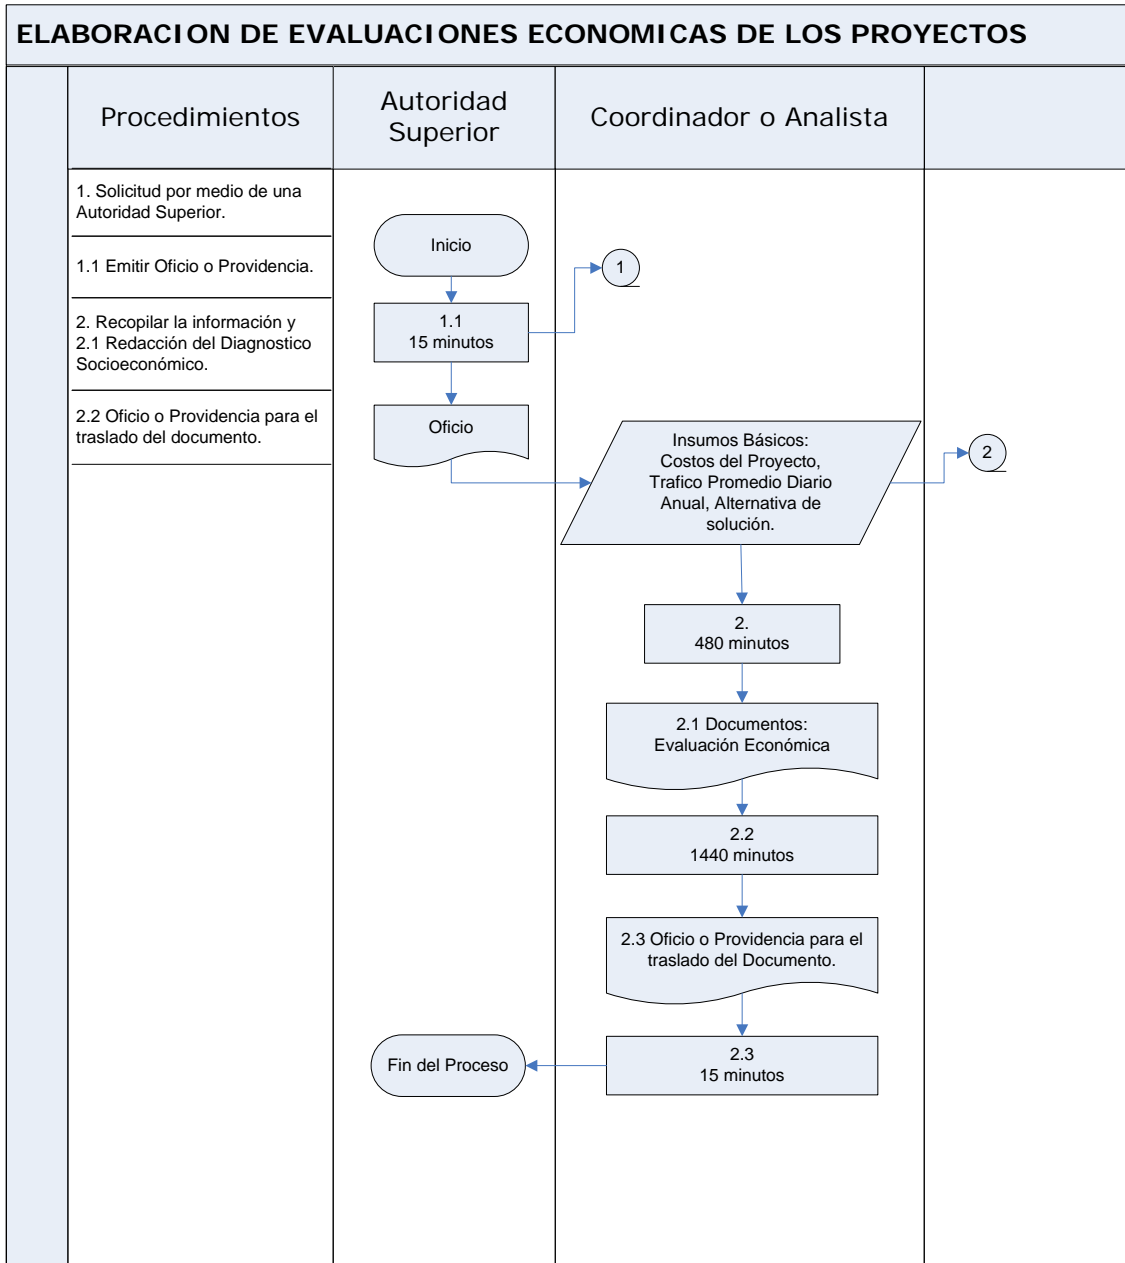 ELABORACION DE EVALUACIONES ECONOMICAS DE LOS PROYECTOS
Procedimientos
Autoridad
Superior
Coordinador o Analista
1. Solicitud por medio de una
Autoridad Superior.
1.1 Emitir Oficio o Providencia.
2. Recopilar la información y
2.1 Redacción del Diagnostico
Socioeconómico.
2.2 Oficio o Providencia para el
traslado del documento.
Inicio
1
1.1
15 minutos
Oficio
Insumos Básicos:
Costos del Proyecto,
Trafico Promedio Diario
Anual, Alternativa de
solución.
2
2.
480 minutos
2.1 Documentos:
Evaluación Económica
2.2
1440 minutos
2.3 Oficio o Providencia para el
traslado del Documento.
2.3
15 minutos
Fin del Proceso